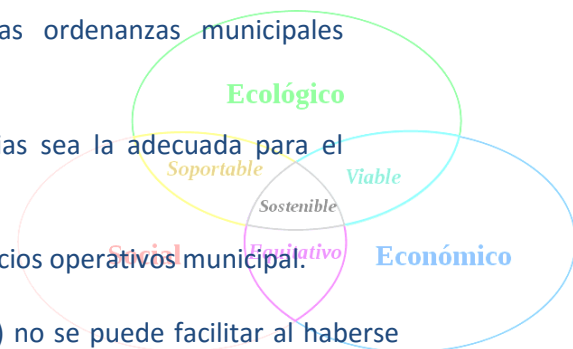 as ordenanzas municipales
Ecológico
ias sea la adecuada para el
Soportable
Viable
Sostenible
cios operativos municipal.
Social
Equitativo
Económico
) no se puede facilitar al haberse